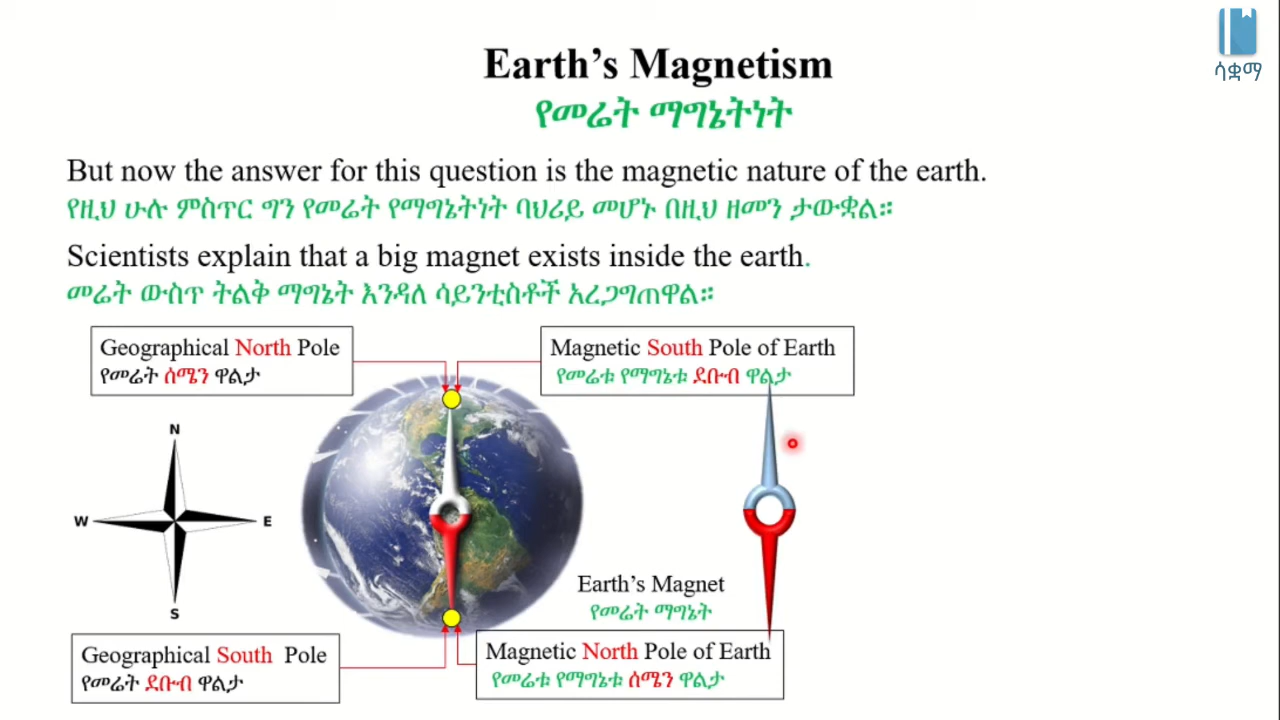 ሳቋማ
Earth's Magnetism
የመሬት ማግኔትነት
But now the answer for this question is the magnetic nature of the earth.
የዚህ ሁሉ ምስጥር ግን የመሬት የማግኔትነት ባህሪይ መሆኑ በዚህ ዘመን ታውቋል።
Scientists explain that a big magnet exists inside the earth.
መሬት ውስጥ ትልቅ ማግኔት እንዳለ ሳይንቲስቶች አረጋግጠዋል።
Geographical North Pole
የመሬት ሰሜን ዋልታ
Magnetic South Pole of Earth
የመሬቱ የማግኔቱ ደቡብ ዋልታ
N
W
E
S
Earth's Magnet
የመሬት ማግኔት
Geographical South Pole
የመሬት ደቡብ ዋልታ
Magnetic North Pole of Earth
የመሬቱ የማግኔቱ ሰሜን ዋልታ